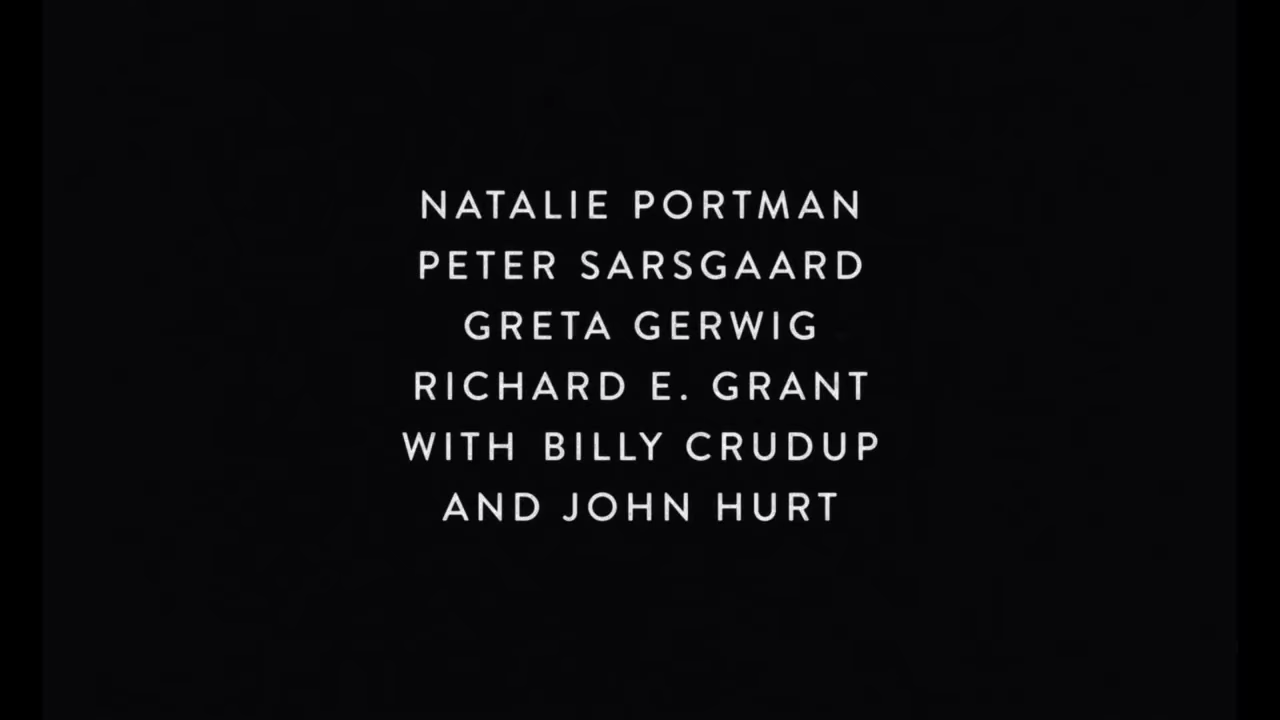 NATALIE PORTMAN
PETER SARSGAARD
GRETA GERWIG
RICHARD E. GRANT
WITH BILLY CRUDUP
AND JOHN HURT